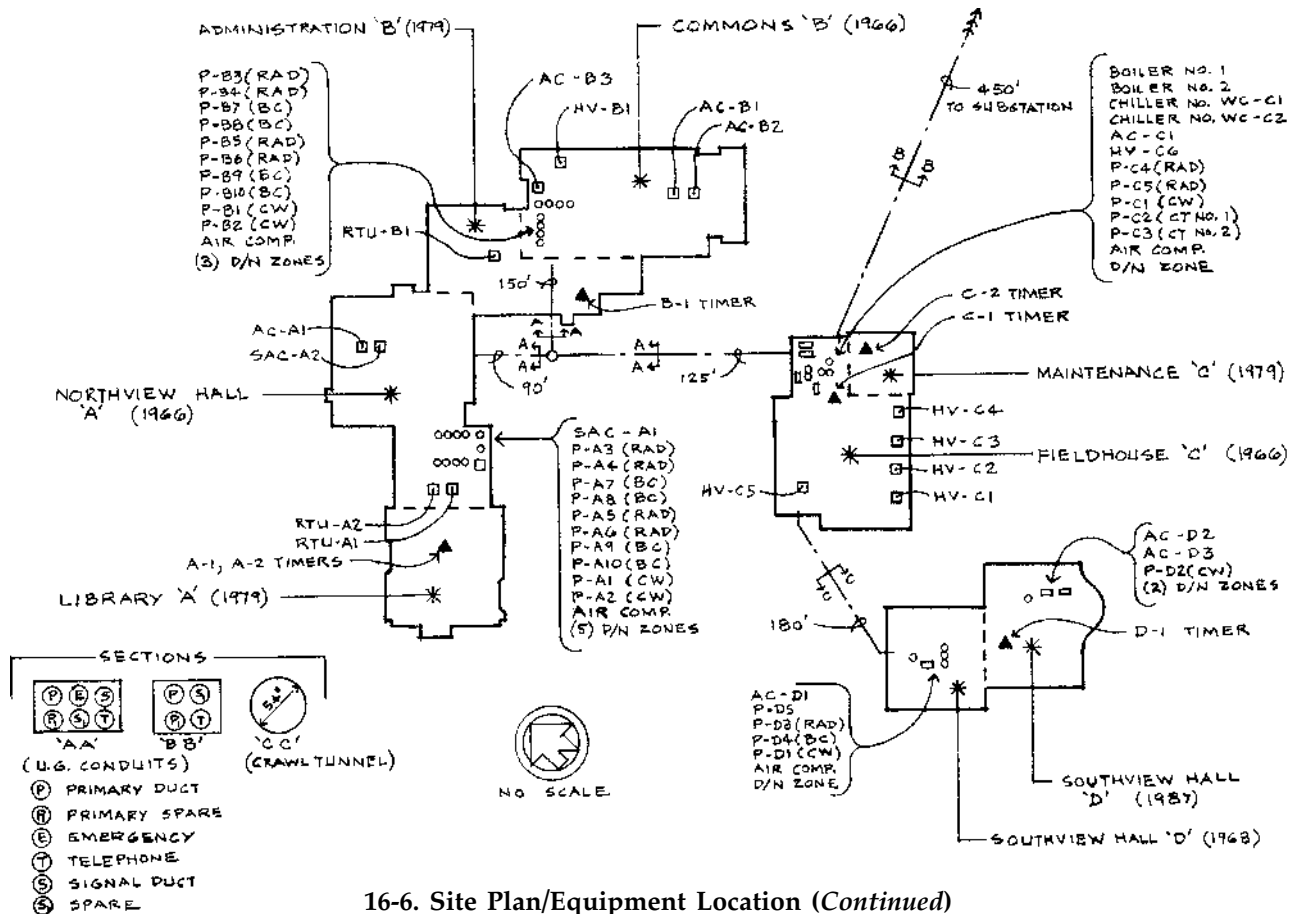 ADMINISTRATION 'B' (1979)
COMMONS 'B' (1966)
P-B3 (RAD)
P-B4 (RAD)
P-B7 (BC)
P-B8 (BC)
P-B5 (RAD)
P-B6 (RAD)
P-B9 (BC)
P-B10 (BC)
P-B1 (CW)
P-B2 (CW)
AIR COMP.
(3) D/N ZONES
AC-B3
HV-B1
AC-B1
AC-B2
RTU-B1
450'
TO SUBSTATION
B
B
BOILER NO. 1
BOILER NO. 2
CHILLER NO. WC-C1
CHILLER NO. WC-C2
AC-C1
HV-C6
P-C4 (RAD)
P-C5 (RAD)
P-C1 (CW)
P-C2 (CT NO. 1)
P-C3 (CT NO. 2)
AIR COMP.
D/N ZONE
150'
B-1 TIMER
A
A
A
A
A
A
90'
125'
C-2 TIMER
C-1 TIMER
MAINTENANCE 'C' (1979)
HV-C4
HV-C3
HV-C2
HV-C1
HV-C5
FIELDHOUSE 'C' (1966)
AC-A1
SAC-A2
NORTHVIEW HALL
'A' (1966)
SAC-A1
P-A3 (RAD)
P-A4 (RAD)
P-A7 (BC)
P-A8 (BC)
P-A5 (RAD)
P-A6 (RAD)
P-A9 (BC)
P-A10 (BC)
P-A1 (CW)
P-A2 (CW)
AIR COMP.
(5) D/N ZONES
RTU-A2
RTU-A1
A-1, A-2 TIMERS
LIBRARY 'A' (1979)
C
C
180'
AC-D2
AC-D3
P-D2 (CW)
(2) D/N ZONES
D-1 TIMER
AC-D1
P-D5
P-D3 (RAD)
P-D4 (BC)
P-D1 (CW)
AIR COMP.
D/N ZONE
SOUTHVIEW HALL
'D' (1987)
SOUTHVIEW HALL 'D' (1968)
SECTIONS
P E S
R S T
P S
R T
'AA'
'BB'
'CC'
(U.G. CONDUITS)
(CRAWL TUNNEL)
P PRIMARY DUCT
R PRIMARY SPARE
E EMERGENCY
T TELEPHONE
S SIGNAL DUCT
S SPARE
NO SCALE
16-6. Site Plan/Equipment Location (Continued)